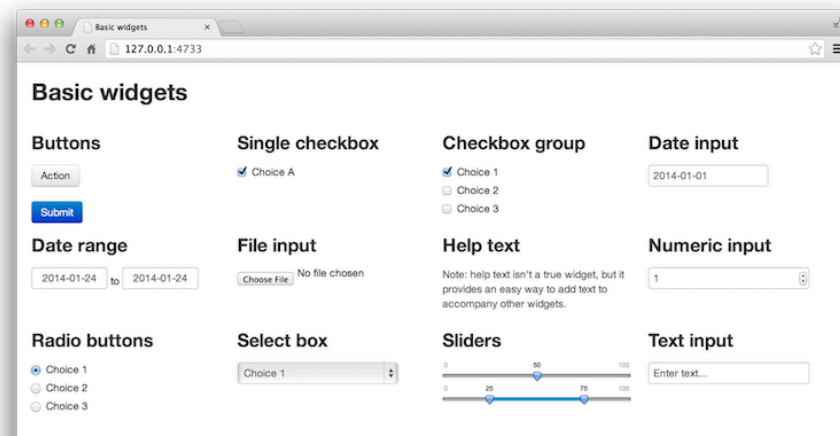 Basic widgets
127.0.0.1:4733
Basic widgets
Buttons
Action
Submit
Single checkbox
Choice A
Checkbox group
Choice 1
Choice 2
Choice 3
Date input
2014-01-01
Date range
2014-01-24 to 2014-01-24
File input
Choose File No file chosen
Help text
Note: help text isn't a true widget, but it
provides an easy way to add text to
accompany other widgets.
Numeric input
1
Radio buttons
Choice 1
Choice 2
Choice 3
Select box
Choice 1
Sliders
0 50 100
0 25 75 100
Text input
Enter text...